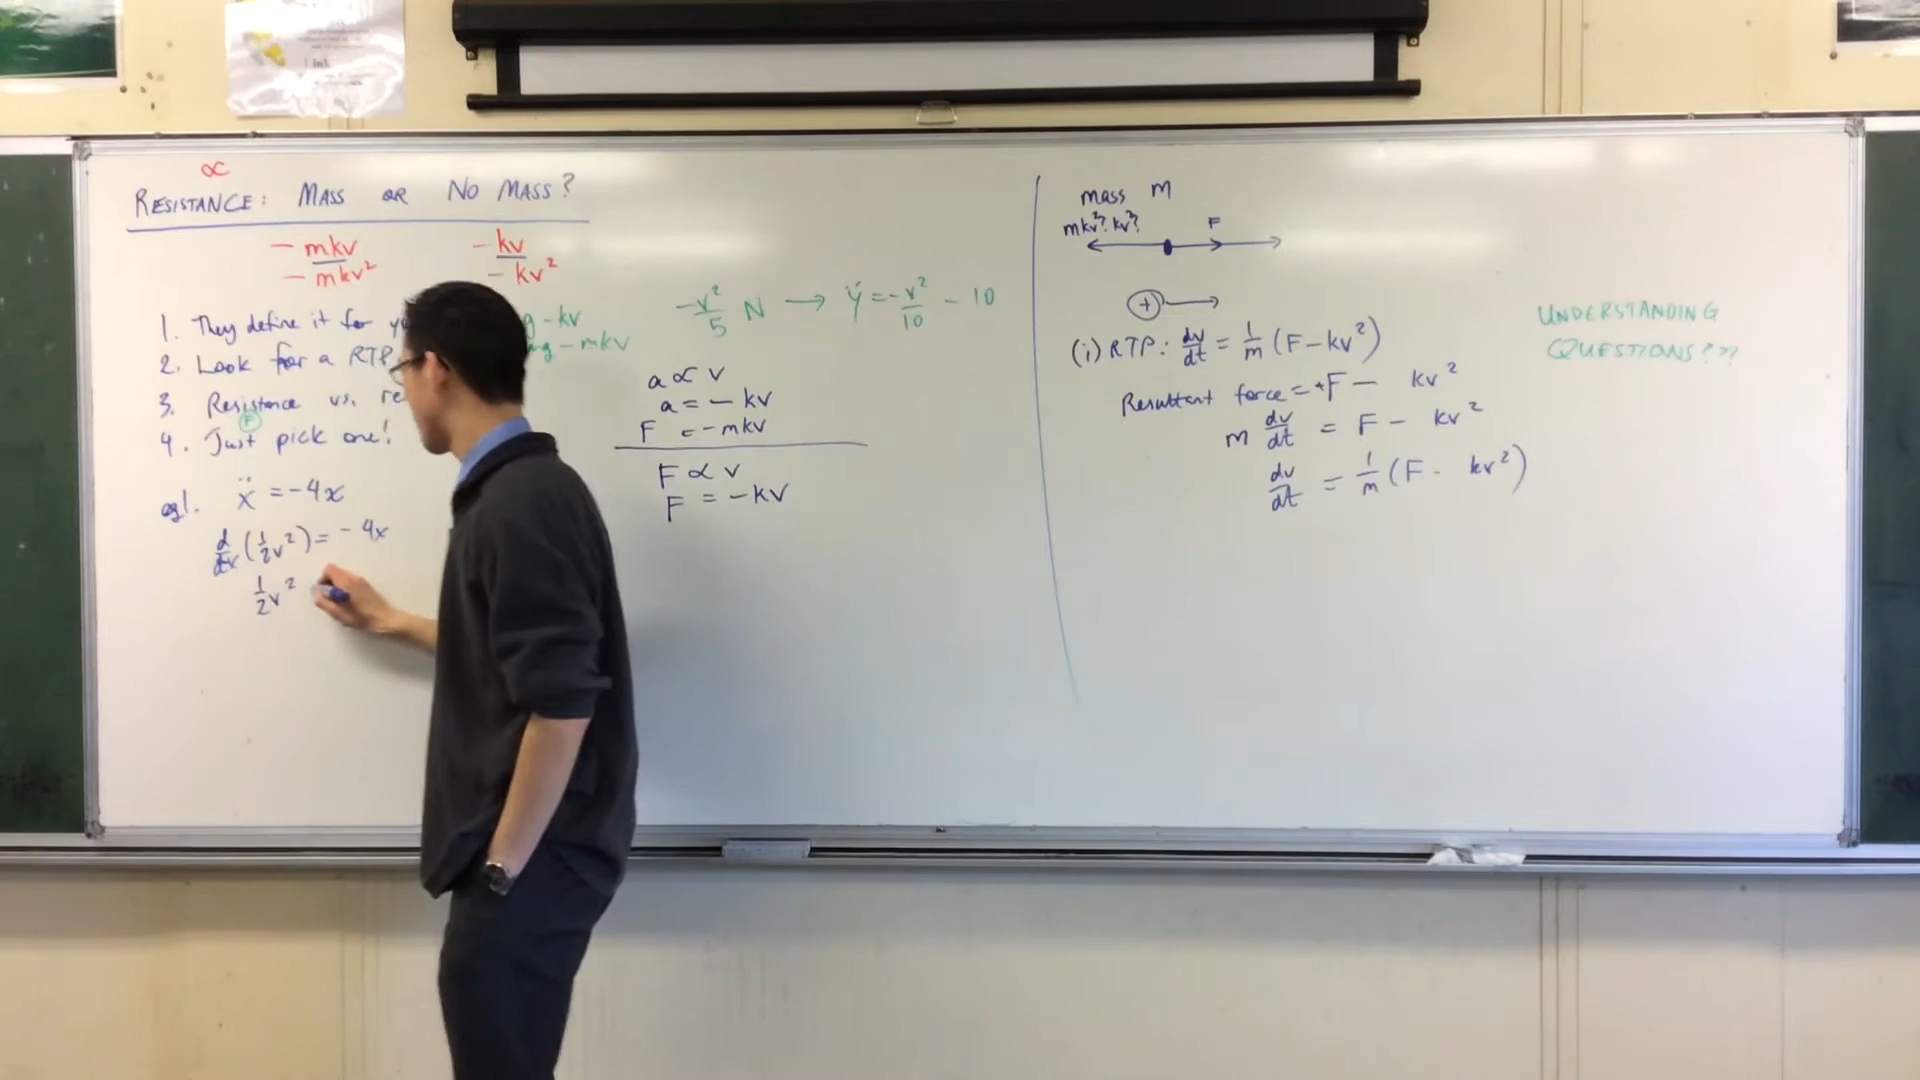 ∝
RESISTANCE: MASS OR NO MASS?
- mkv
- mkv²
- kv
- kv²
1. They define it for
g - kv
mg - mkv
2. Look for a RTP
3. Resistance vs.
F
4. Just pick one!
eg1. ẍ = -4x
d/dx (½v²) = -4x
½v²
-v²/5 N → ÿ = -v²/10 - 10
a ∝ v
a = -kv
F = -mkv
F ∝ v
F = -kv
mass m
mkv²? kv²? F
+
(i) RTP: dv/dt = 1/m (F - kv²)
Resultant force = +F - kv²
m dv/dt = F - kv²
dv/dt = 1/m (F - kv²)
UNDERSTANDING
QUESTIONS???
ink